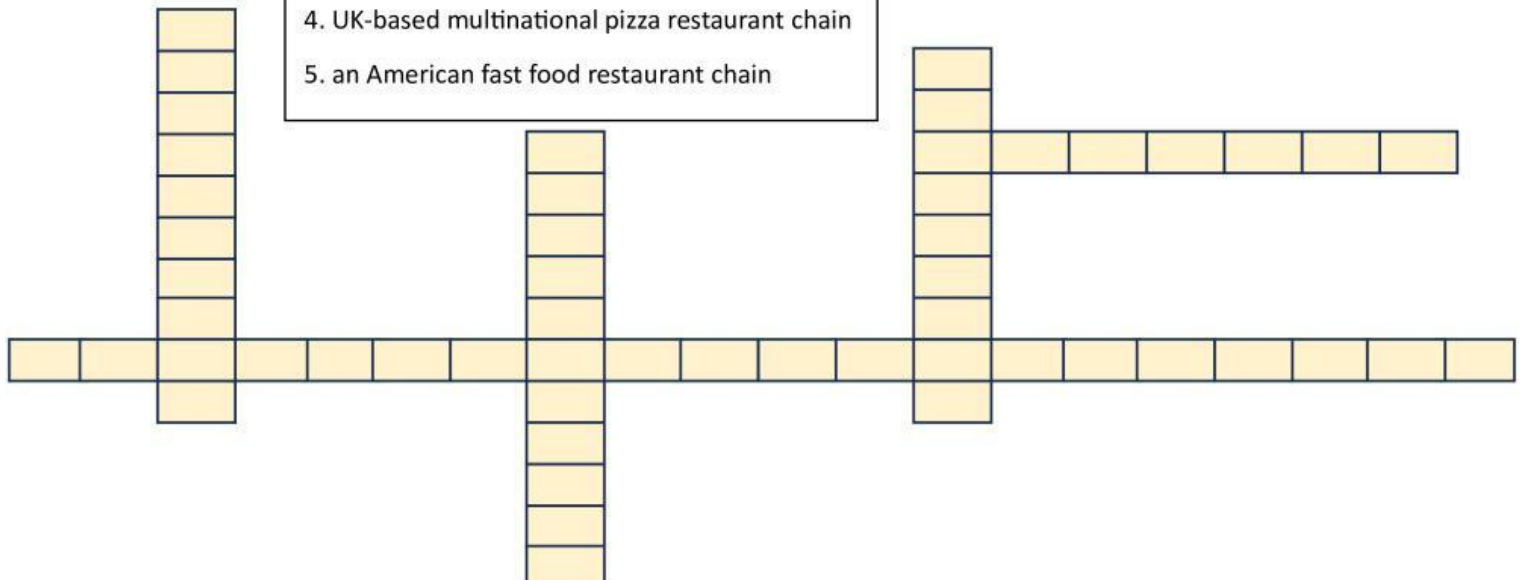 4. UK-based multinational pizza restaurant chain
5. an American fast food restaurant chain